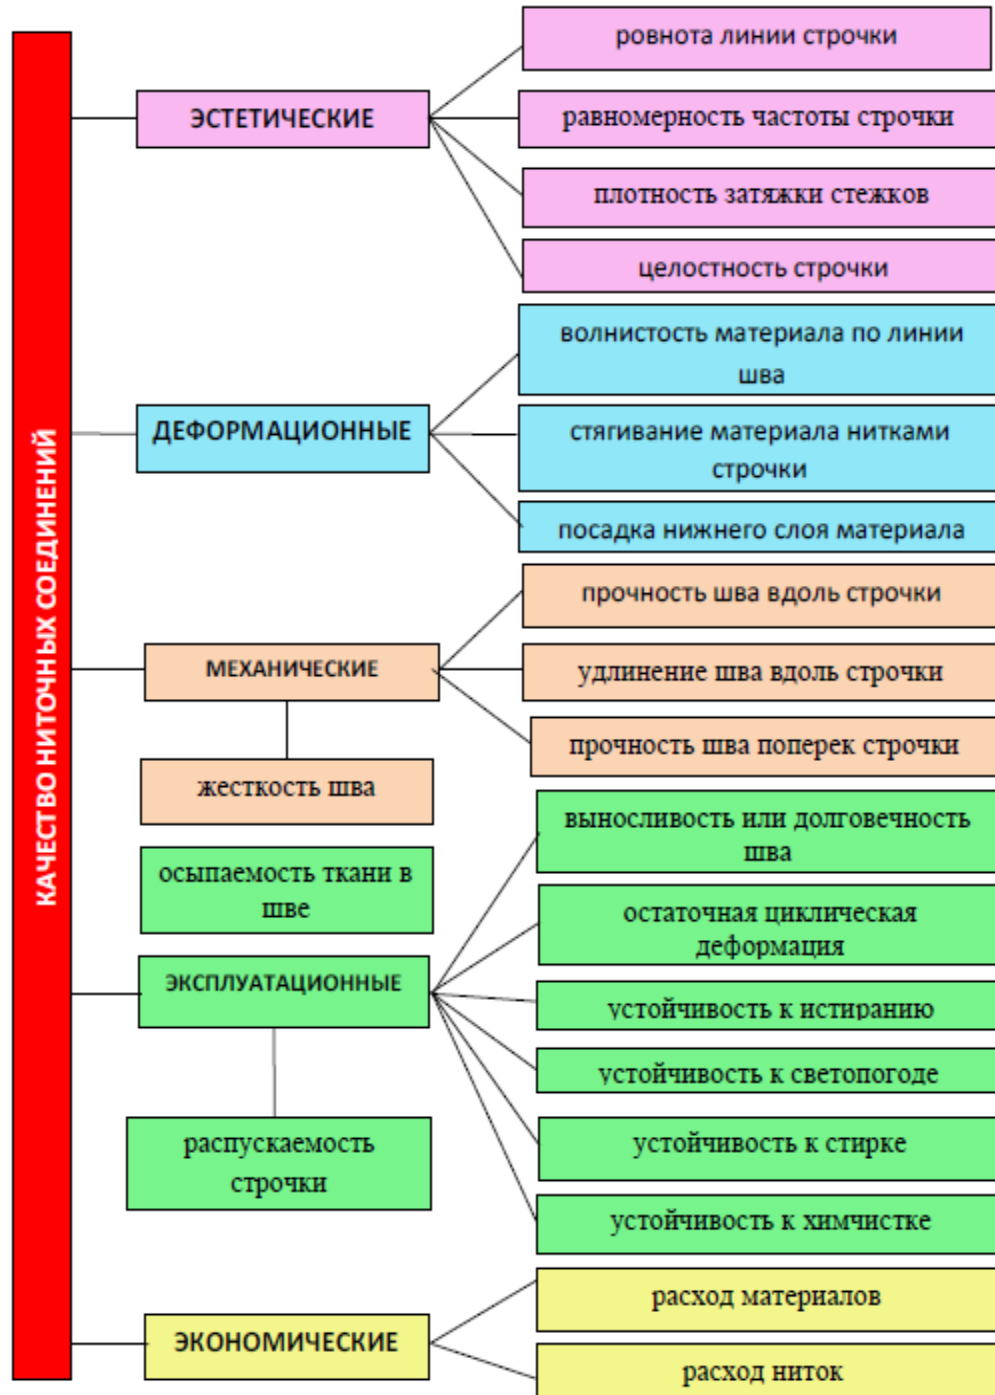 КАЧЕСТВО НИТОЧНЫХ СОЕДИНЕНИЙ
ЭСТЕТИЧЕСКИЕ
ровнота линии строчки
равномерность частоты строчки
плотность затяжки стежков
целостность строчки
ДЕФОРМАЦИОННЫЕ
волнистость материала по линии
шва
стягивание материала нитками
строчки
посадка нижнего слоя материала
МЕХАНИЧЕСКИЕ
прочность шва вдоль строчки
удлинение шва вдоль строчки
прочность шва поперек строчки
жесткость шва
осыпаемость ткани в
шве
ЭКСПЛУАТАЦИОННЫЕ
выносливость или долговечность
шва
остаточная циклическая
деформация
устойчивость к истиранию
устойчивость к светопогоде
устойчивость к стирке
устойчивость к химчистке
распускаемость
строчки
ЭКОНОМИЧЕСКИЕ
расход материалов
расход ниток